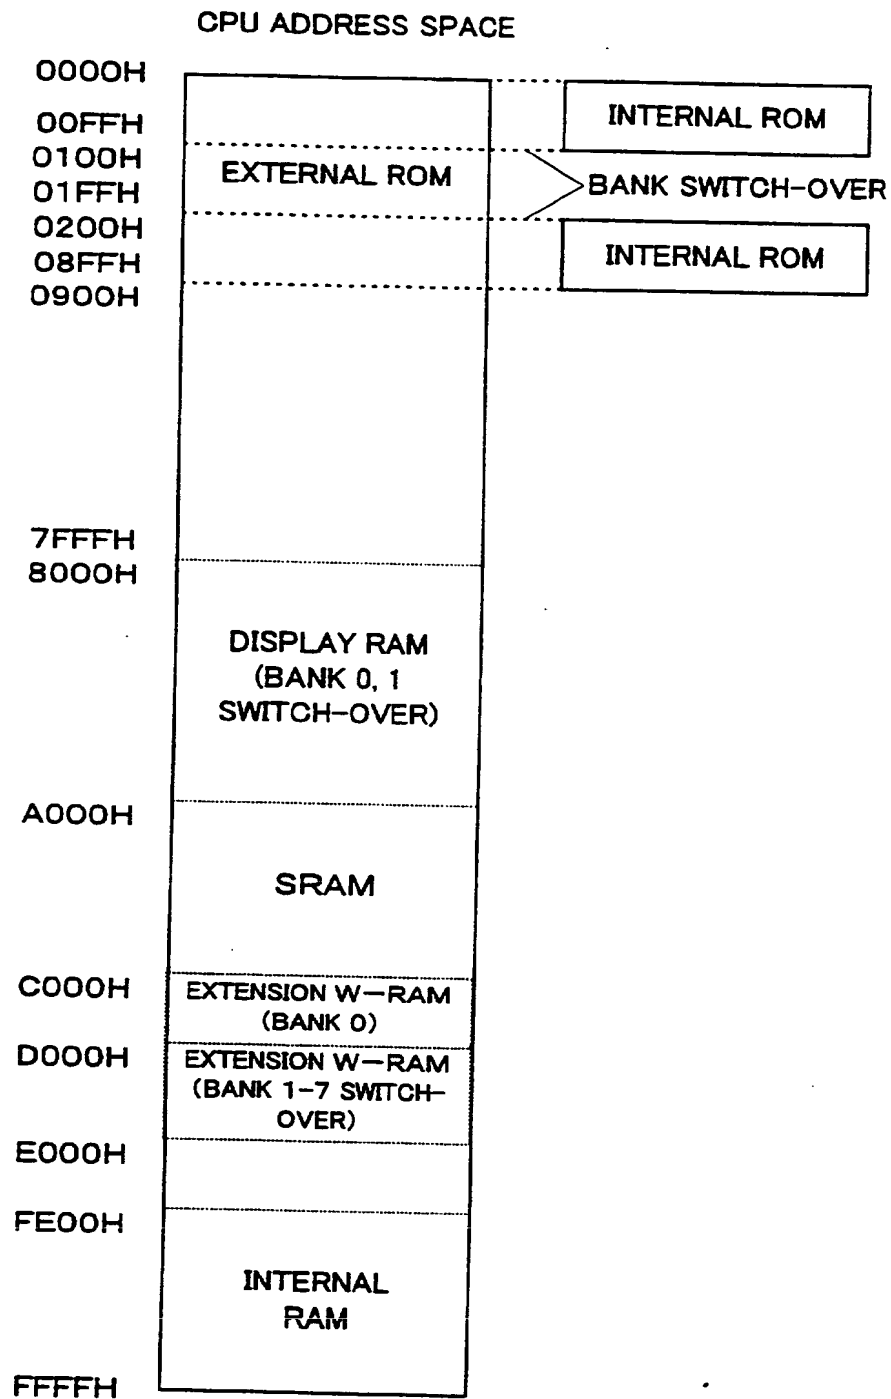 CPU ADDRESS SPACE
0000H
INTERNAL ROM
00FFH
0100H
EXTERNAL ROM
BANK SWITCH-OVER
01FFH
0200H
08FFH
INTERNAL ROM
0900H
7FFFH
8000H
DISPLAY RAM
(BANK 0, 1
SWITCH-OVER)
A000H
SRAM
C000H
EXTENSION W-RAM
(BANK 0)
D000H
EXTENSION W-RAM
(BANK 1-7 SWITCH-
OVER)
E000H
FE00H
INTERNAL
RAM
FFFFH